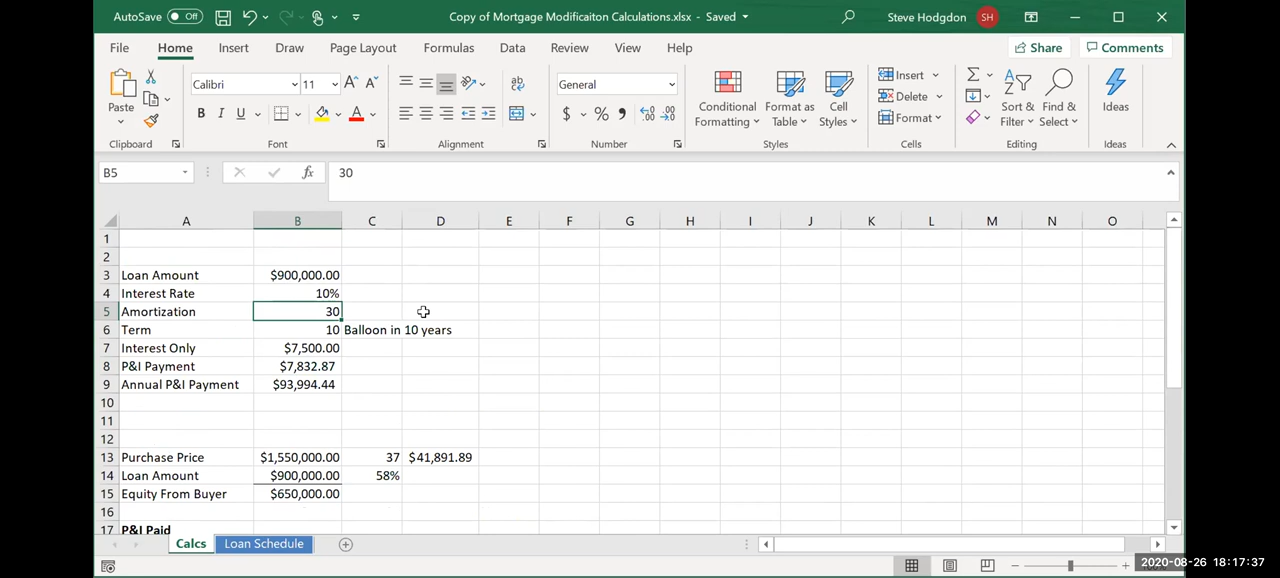 AutoSave Off Copy of Mortgage Modificaiton Calculations.xlsx - Saved Steve Hodgdon SH
File Home Insert Draw Page Layout Formulas Data Review View Help Share Comments
Paste Calibri 11 A A ab General Conditional Formatting Format as Table Cell Styles Insert Delete Format Sort & Filter Find & Select Ideas
B I U A $ % 9
Clipboard Font Alignment Number Styles Cells Editing Ideas
B5 fx 30
A B C D E F G H I J K L M N O
1
2
3 Loan Amount $900,000.00
4 Interest Rate 10%
5 Amortization 30
6 Term 10 Balloon in 10 years
7 Interest Only $7,500.00
8 P&I Payment $7,832.87
9 Annual P&I Payment $93,994.44
10
11
12
13 Purchase Price $1,550,000.00 37 $41,891.89
14 Loan Amount $900,000.00 58%
15 Equity From Buyer $650,000.00
16
17 P&I Paid
Calcs Loan Schedule
2020-08-26 18:17:37